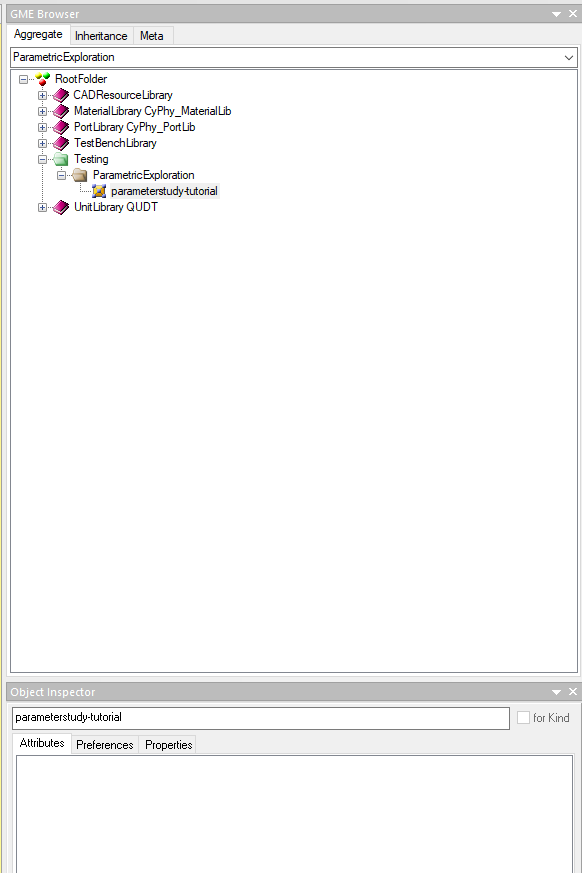 GME Browser
Aggregate Inheritance Meta
ParametricExploration
RootFolder
CADResourceLibrary
MaterialLibrary CyPhy_MaterialLib
PortLibrary CyPhy_PortLib
TestBenchLibrary
Testing
ParametricExploration
parameterstudy-tutorial
UnitLibrary QUDT
Object Inspector
parameterstudy-tutorial for Kind
Attributes Preferences Properties